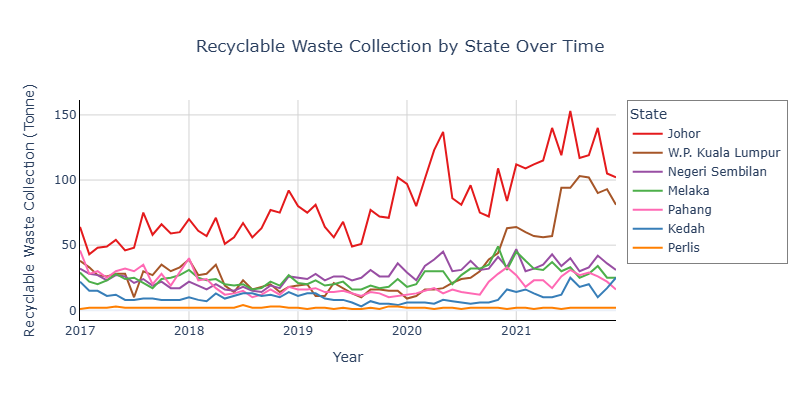 Recyclable Waste Collection by State Over Time
Recyclable Waste Collection (Tonne)
150
100
50
0
2017
2018
2019
2020
2021
Year
State
Johor
W.P. Kuala Lumpur
Negeri Sembilan
Melaka
Pahang
Kedah
Perlis